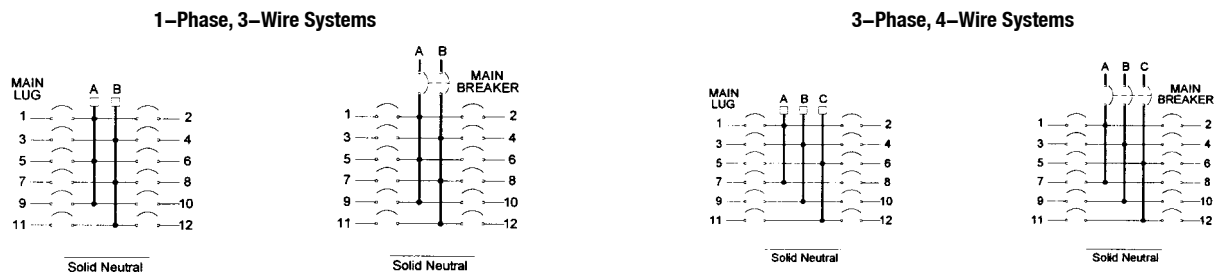 1–Phase, 3–Wire Systems
A B
MAIN LUG
A B
MAIN BREAKER
1 2
3 4
5 6
7 8
9 10
11 12
Solid Neutral
1 2
3 4
5 6
7 8
9 10
11 12
Solid Neutral
3–Phase, 4–Wire Systems
MAIN LUG
A B C
1 2
3 4
5 6
7 8
9 10
11 12
Solid Neutral
A B C
MAIN BREAKER
1 2
3 4
5 6
7 8
9 10
11 12
Solid Neutral